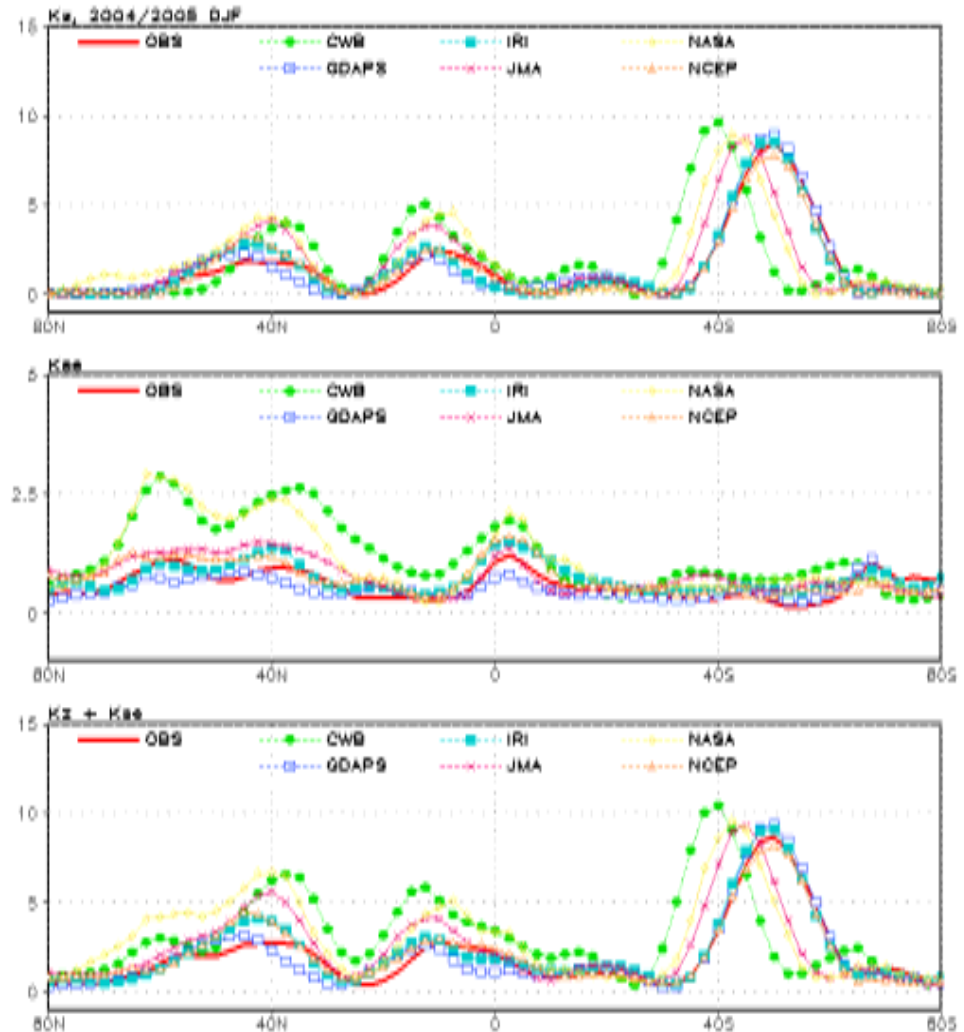 Kz, 2004/2005 DJF
OBS CWB IRI NASA
GDAPS JMA NCEP
15
10
5
0
80N 40N 0 40S 80S
Kse
OBS CWB IRI NASA
GDAPS JMA NCEP
5
2.5
0
80N 40N 0 40S 80S
Kz + Kse
OBS CWB IRI NASA
GDAPS JMA NCEP
15
10
5
0
80N 40N 0 40S 80S